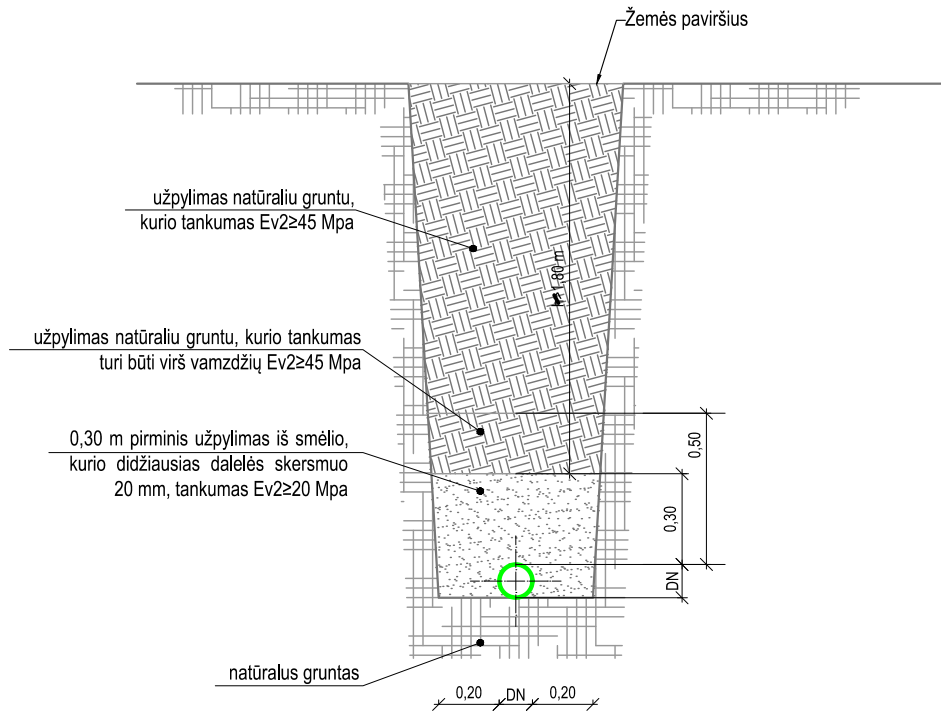 Žemės paviršius
užpylimas natūraliu gruntu,
kurio tankumas Ev2≥45 Mpa
užpylimas natūraliu gruntu, kurio tankumas
turi būti virš vamzdžių Ev2≥45 Mpa
0,30 m pirminis užpylimas iš smėlio,
kurio didžiausias dalelės skersmuo
20 mm, tankumas Ev2≥20 Mpa
natūralus gruntas
1,80 m
0,50
0,30
DN
0,20
DN
0,20